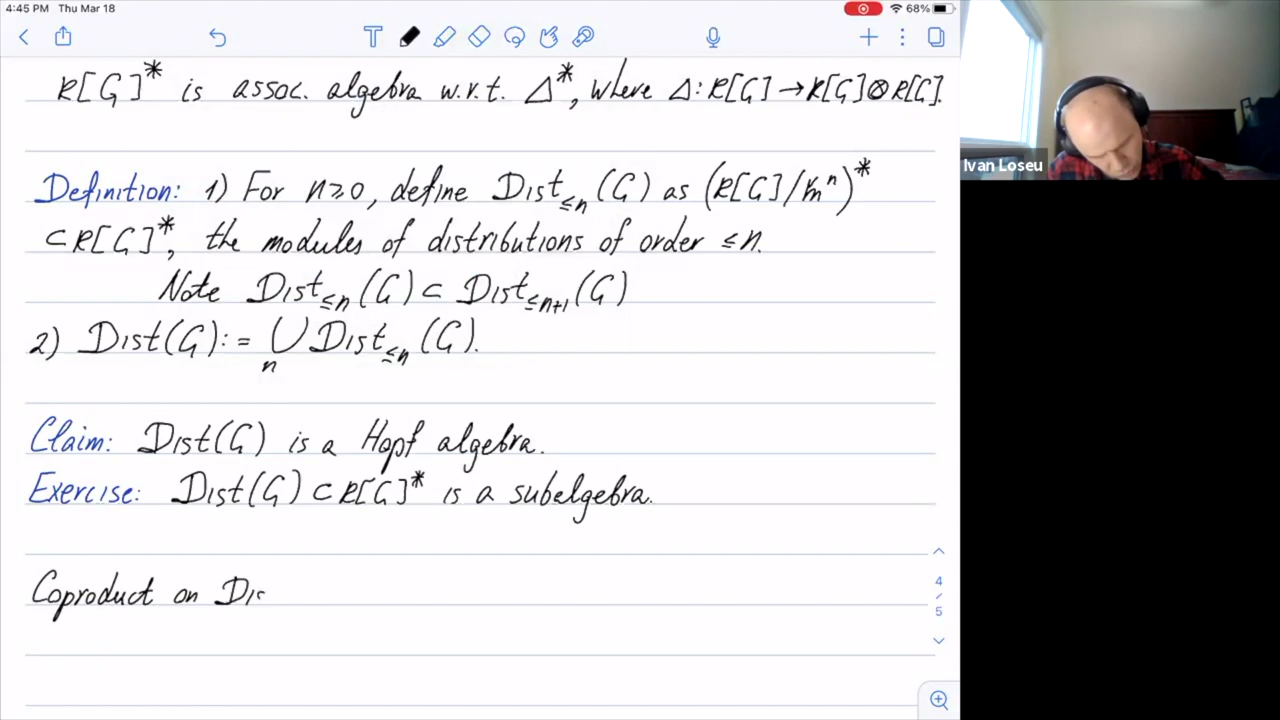 4:45 PM Thu Mar 18
68%
k[G]* is assoc. algebra w.r.t. Δ*, where Δ: k[G] → k[G]⊗k[G].
Ivan Loseu
Definition: 1) For n≥0, define Dist≤n(G) as (k[G]/mⁿ)*
⊂ k[G]*, the modules of distributions of order ≤n.
Note Dist≤n(G) ⊂ Dist≤n+1(G)
2) Dist(G) := ⋃n Dist≤n(G).
Claim: Dist(G) is a Hopf algebra.
Exercise: Dist(G) ⊂ k[G]* is a subalgebra.
4
/
5
Coproduct on Dis